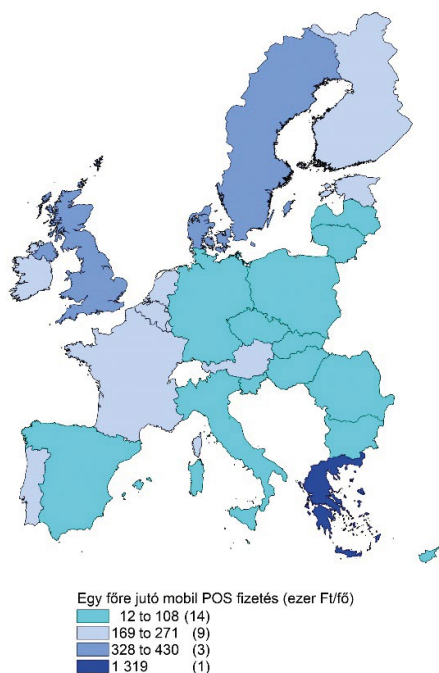 Egy főre jutó mobil POS fizetés (ezer Ft/fő)
12 to 108 (14)
169 to 271 (9)
328 to 430 (3)
1 319 (1)